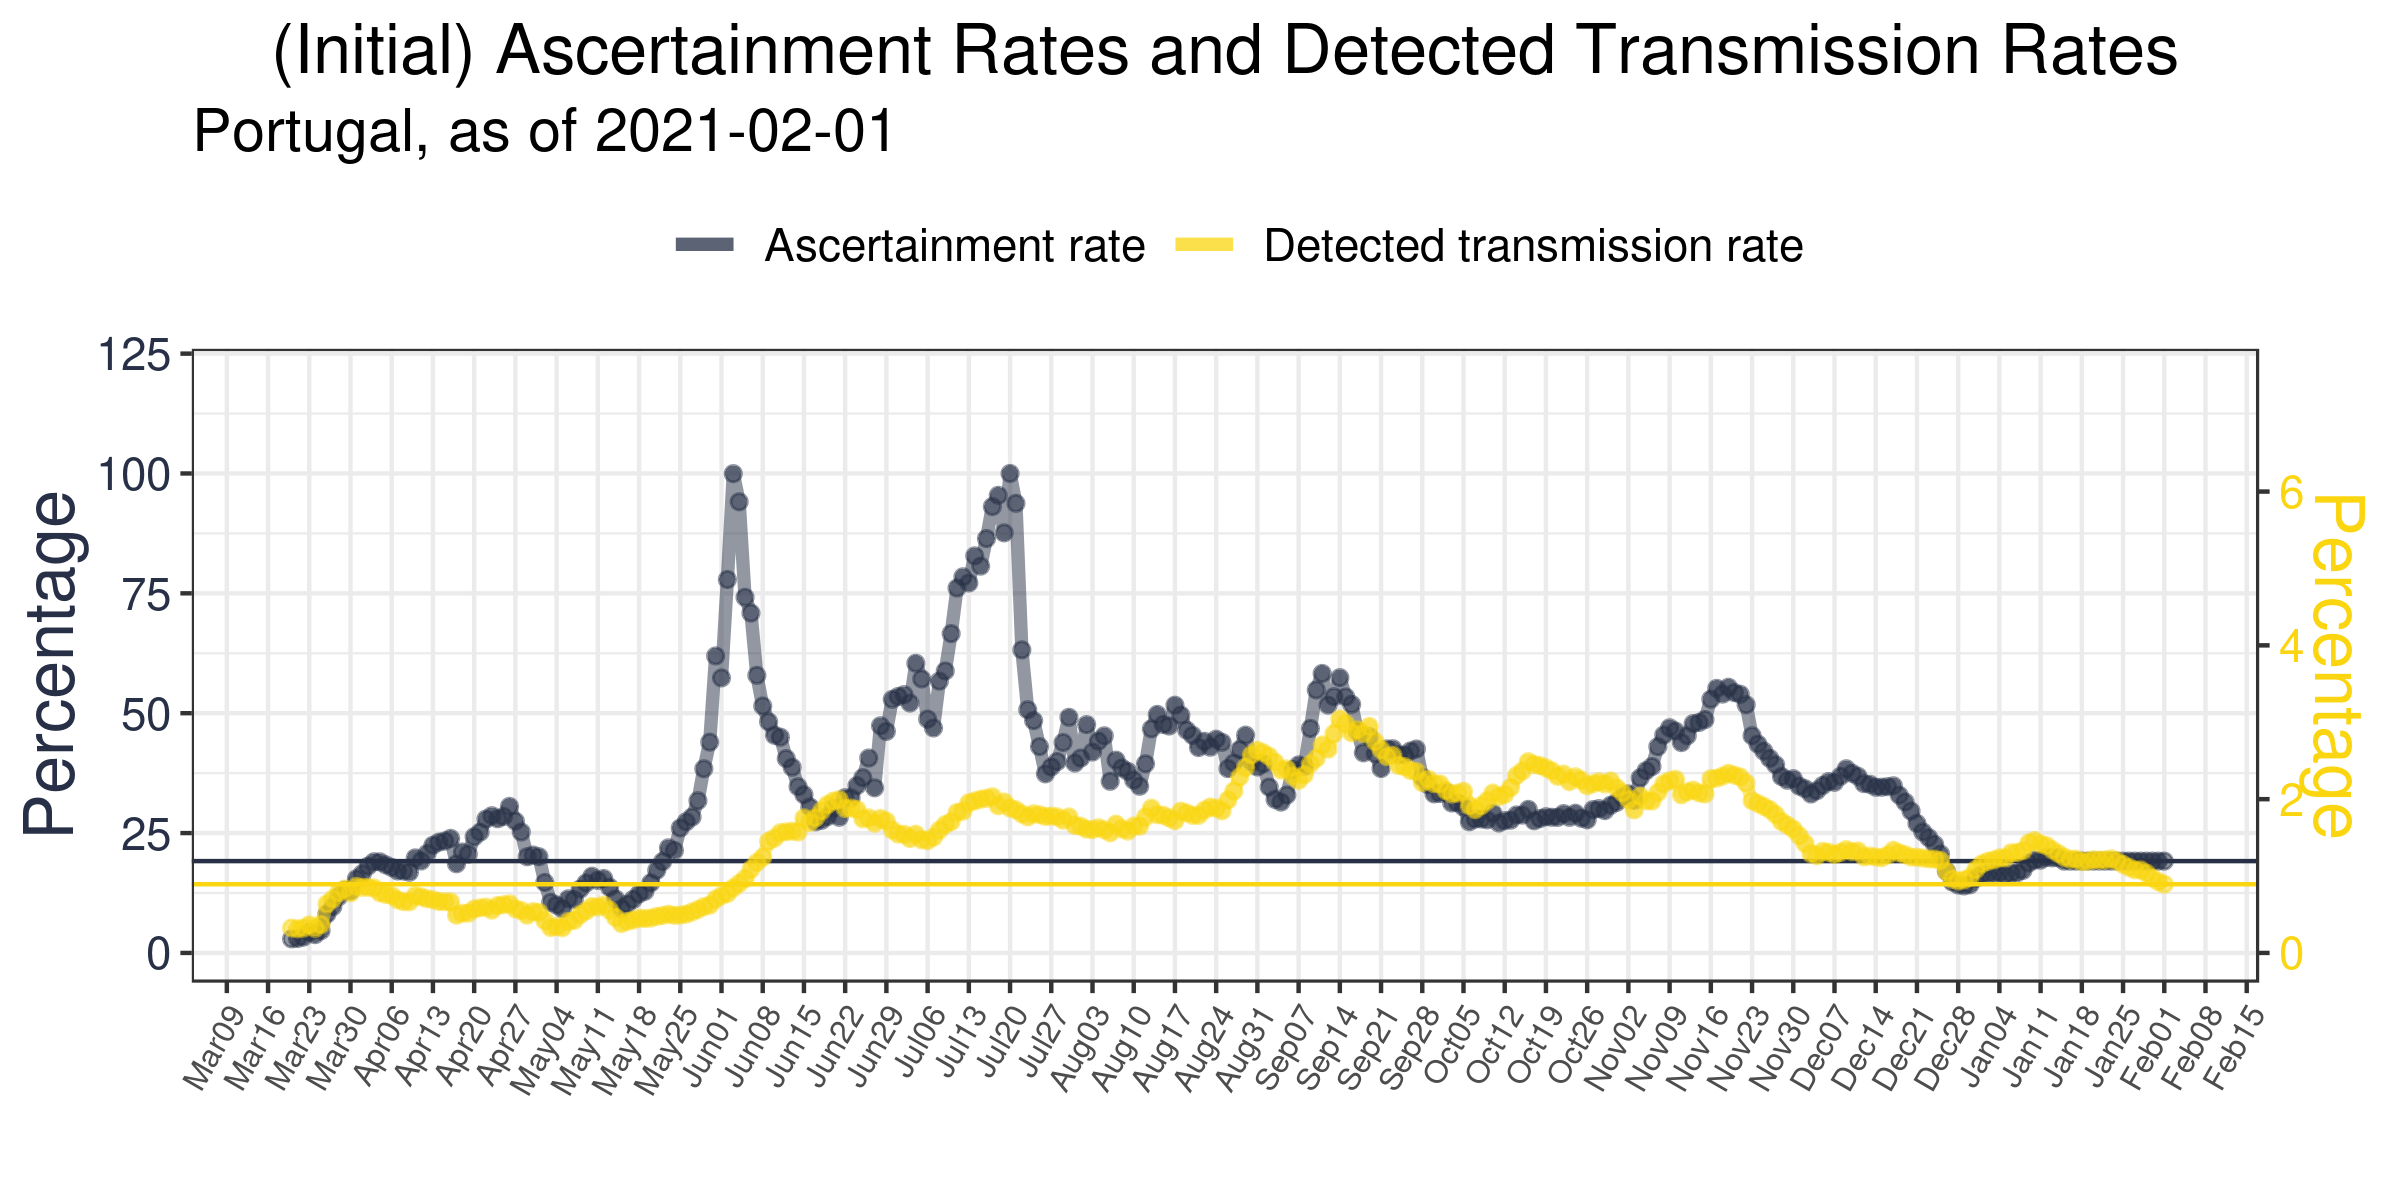 (Initial) Ascertainment Rates and Detected Transmission Rates
Portugal, as of 2021-02-01
Ascertainment rate
Detected transmission rate
Percentage
125
100
75
50
25
0
6
4
2
0
Percentage
Mar09
Mar16
Mar23
Mar30
Apr06
Apr13
Apr20
Apr27
May04
May11
May18
May25
Jun01
Jun08
Jun15
Jun22
Jun29
Jul06
Jul13
Jul20
Jul27
Aug03
Aug10
Aug17
Aug24
Aug31
Sep07
Sep14
Sep21
Sep28
Oct05
Oct12
Oct19
Oct26
Nov02
Nov09
Nov16
Nov23
Nov30
Dec07
Dec14
Dec21
Dec28
Jan04
Jan11
Jan18
Jan25
Feb01
Feb08
Feb15